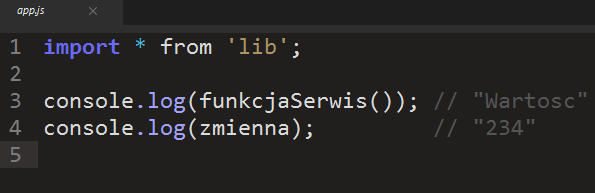 app.js ×
1 import * from 'lib';
2
3 console.log(funkcjaSerwis()); // "Wartosc"
4 console.log(zmienna);         // "234"
5